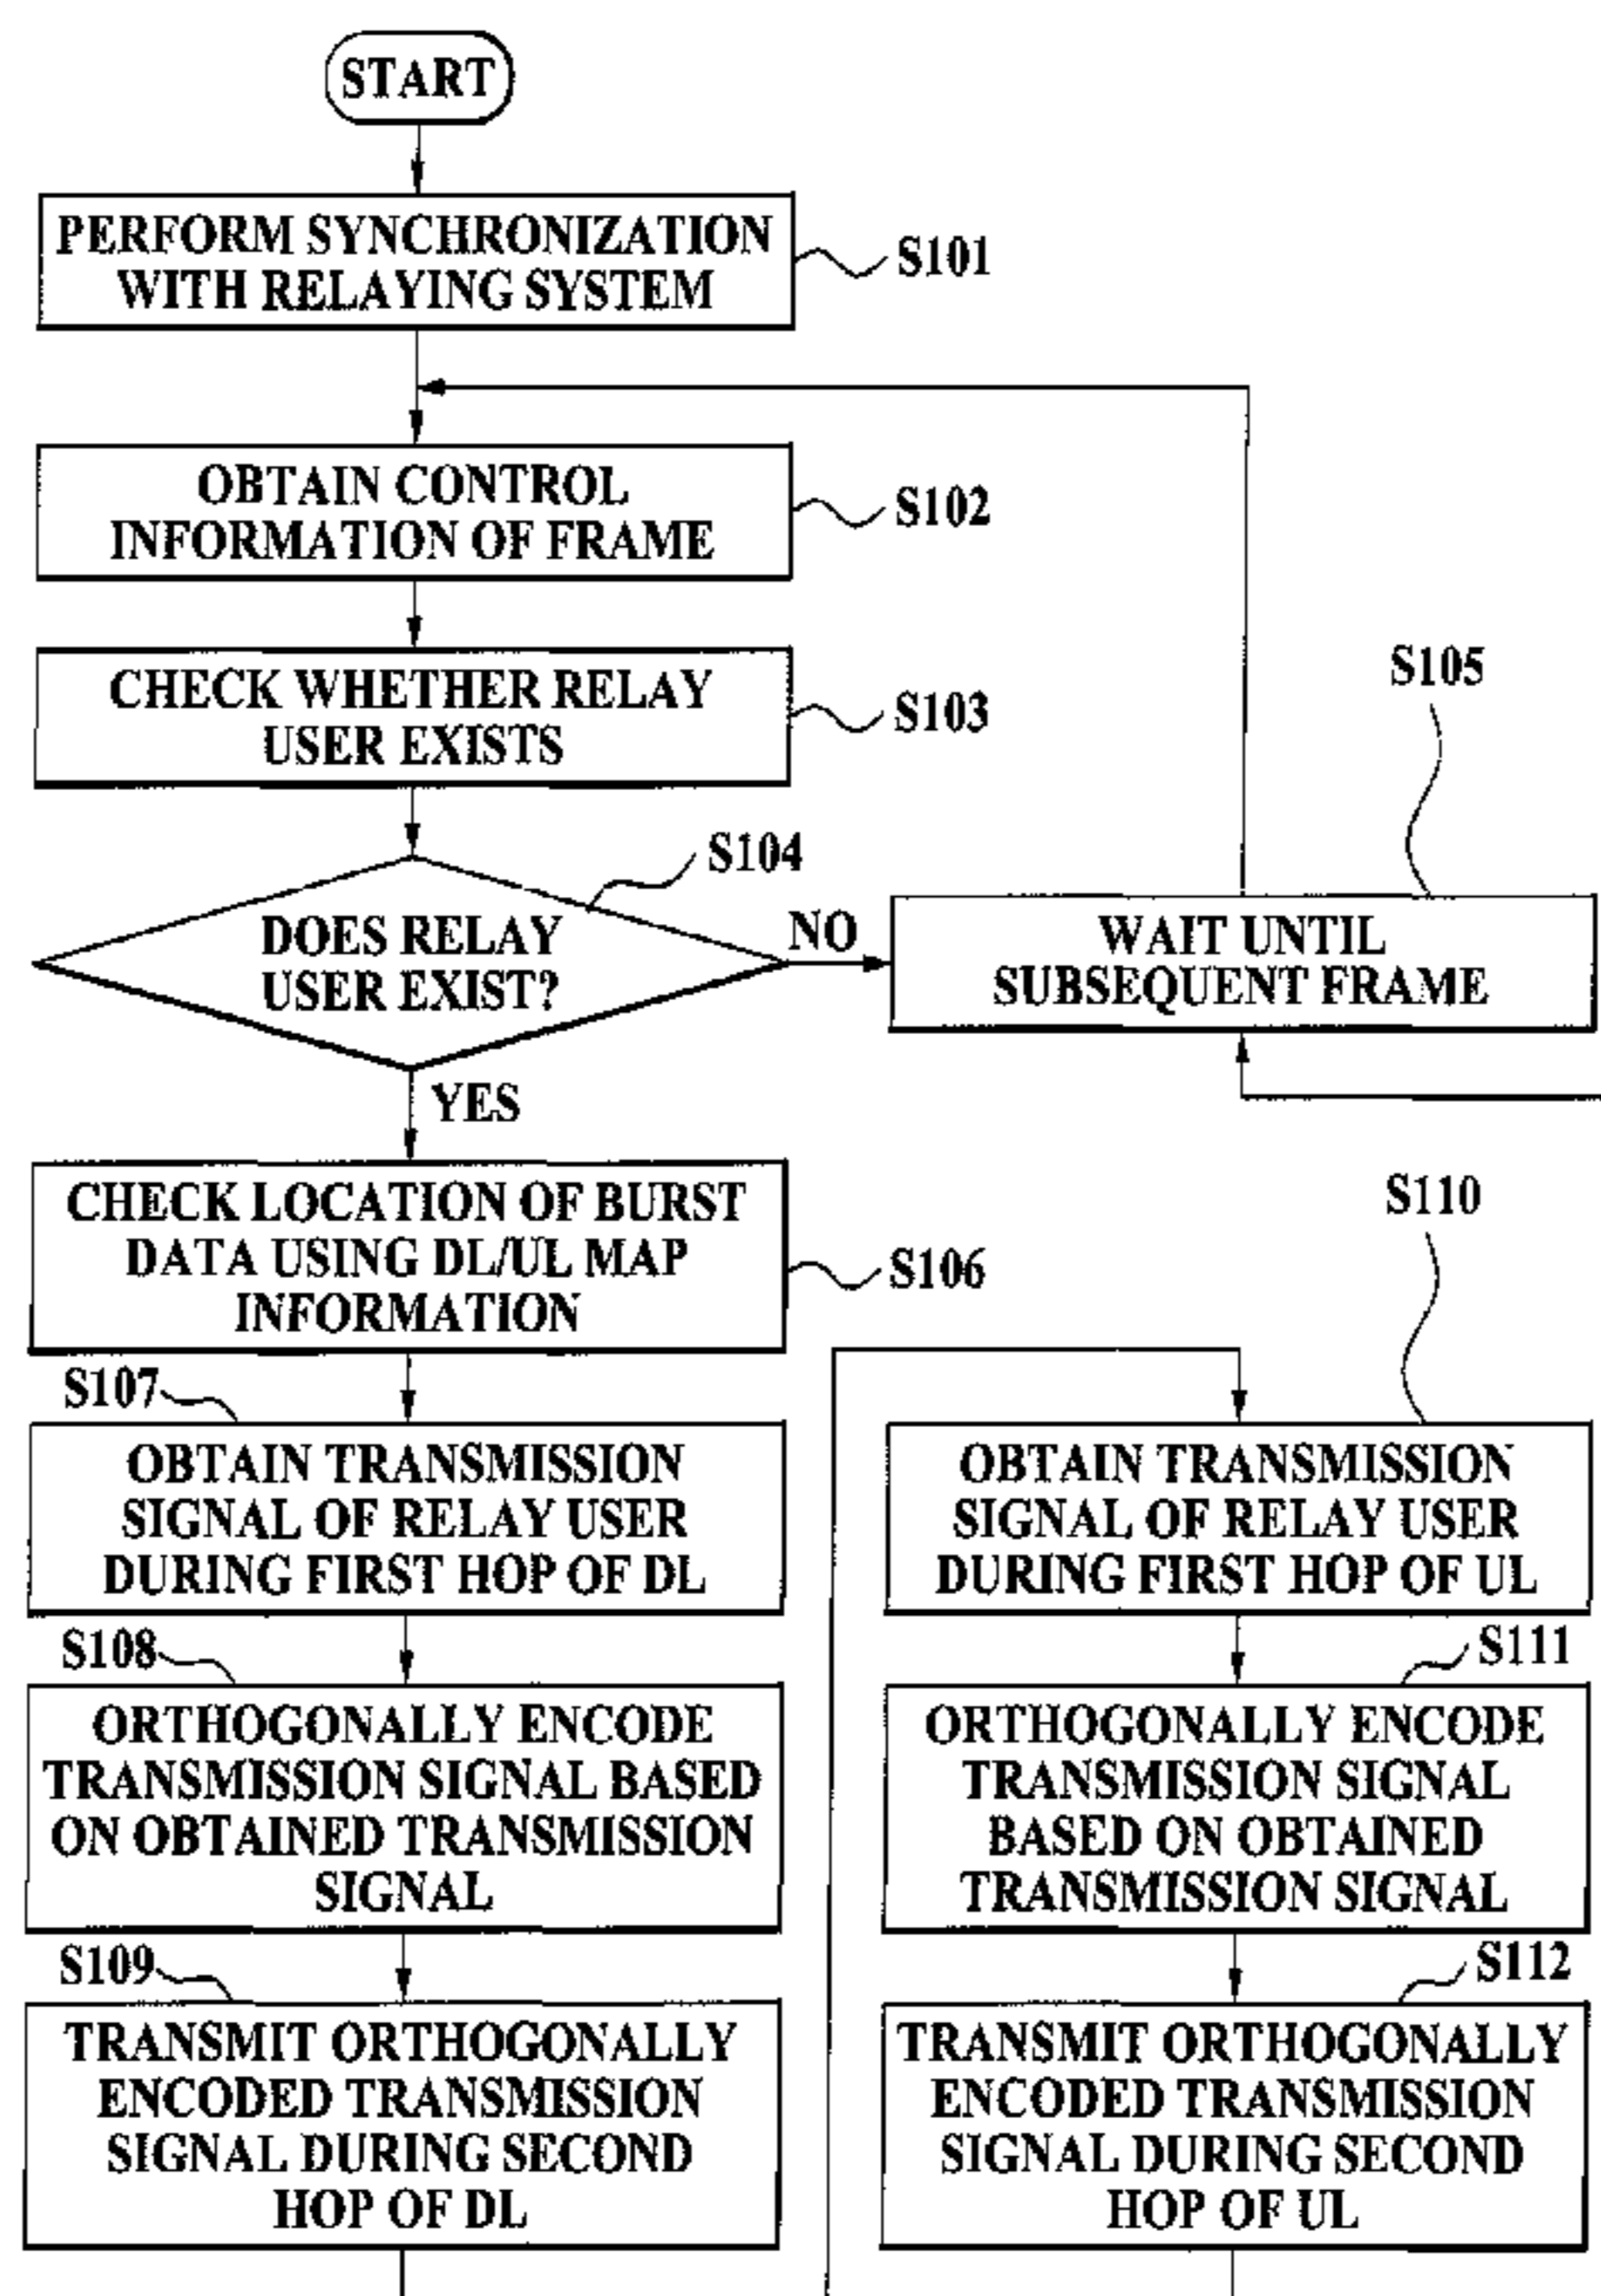 START
PERFORM SYNCHRONIZATION
WITH RELAYING SYSTEM
S101
OBTAIN CONTROL
INFORMATION OF FRAME
S102
CHECK WHETHER RELAY
USER EXISTS
S103
S104
DOES RELAY
USER EXIST?
NO
YES
S105
WAIT UNTIL
SUBSEQUENT FRAME
CHECK LOCATION OF BURST
DATA USING DL/UL MAP
INFORMATION
S106
S107
OBTAIN TRANSMISSION
SIGNAL OF RELAY USER
DURING FIRST HOP OF DL
S108
ORTHOGONALLY ENCODE
TRANSMISSION SIGNAL BASED
ON OBTAINED TRANSMISSION
SIGNAL
S109
TRANSMIT ORTHOGONALLY
ENCODED TRANSMISSION
SIGNAL DURING SECOND
HOP OF DL
S110
OBTAIN TRANSMISSION
SIGNAL OF RELAY USER
DURING FIRST HOP OF UL
S111
ORTHOGONALLY ENCODE
TRANSMISSION SIGNAL
BASED ON OBTAINED
TRANSMISSION SIGNAL
S112
TRANSMIT ORTHOGONALLY
ENCODED TRANSMISSION
SIGNAL DURING SECOND
HOP OF UL